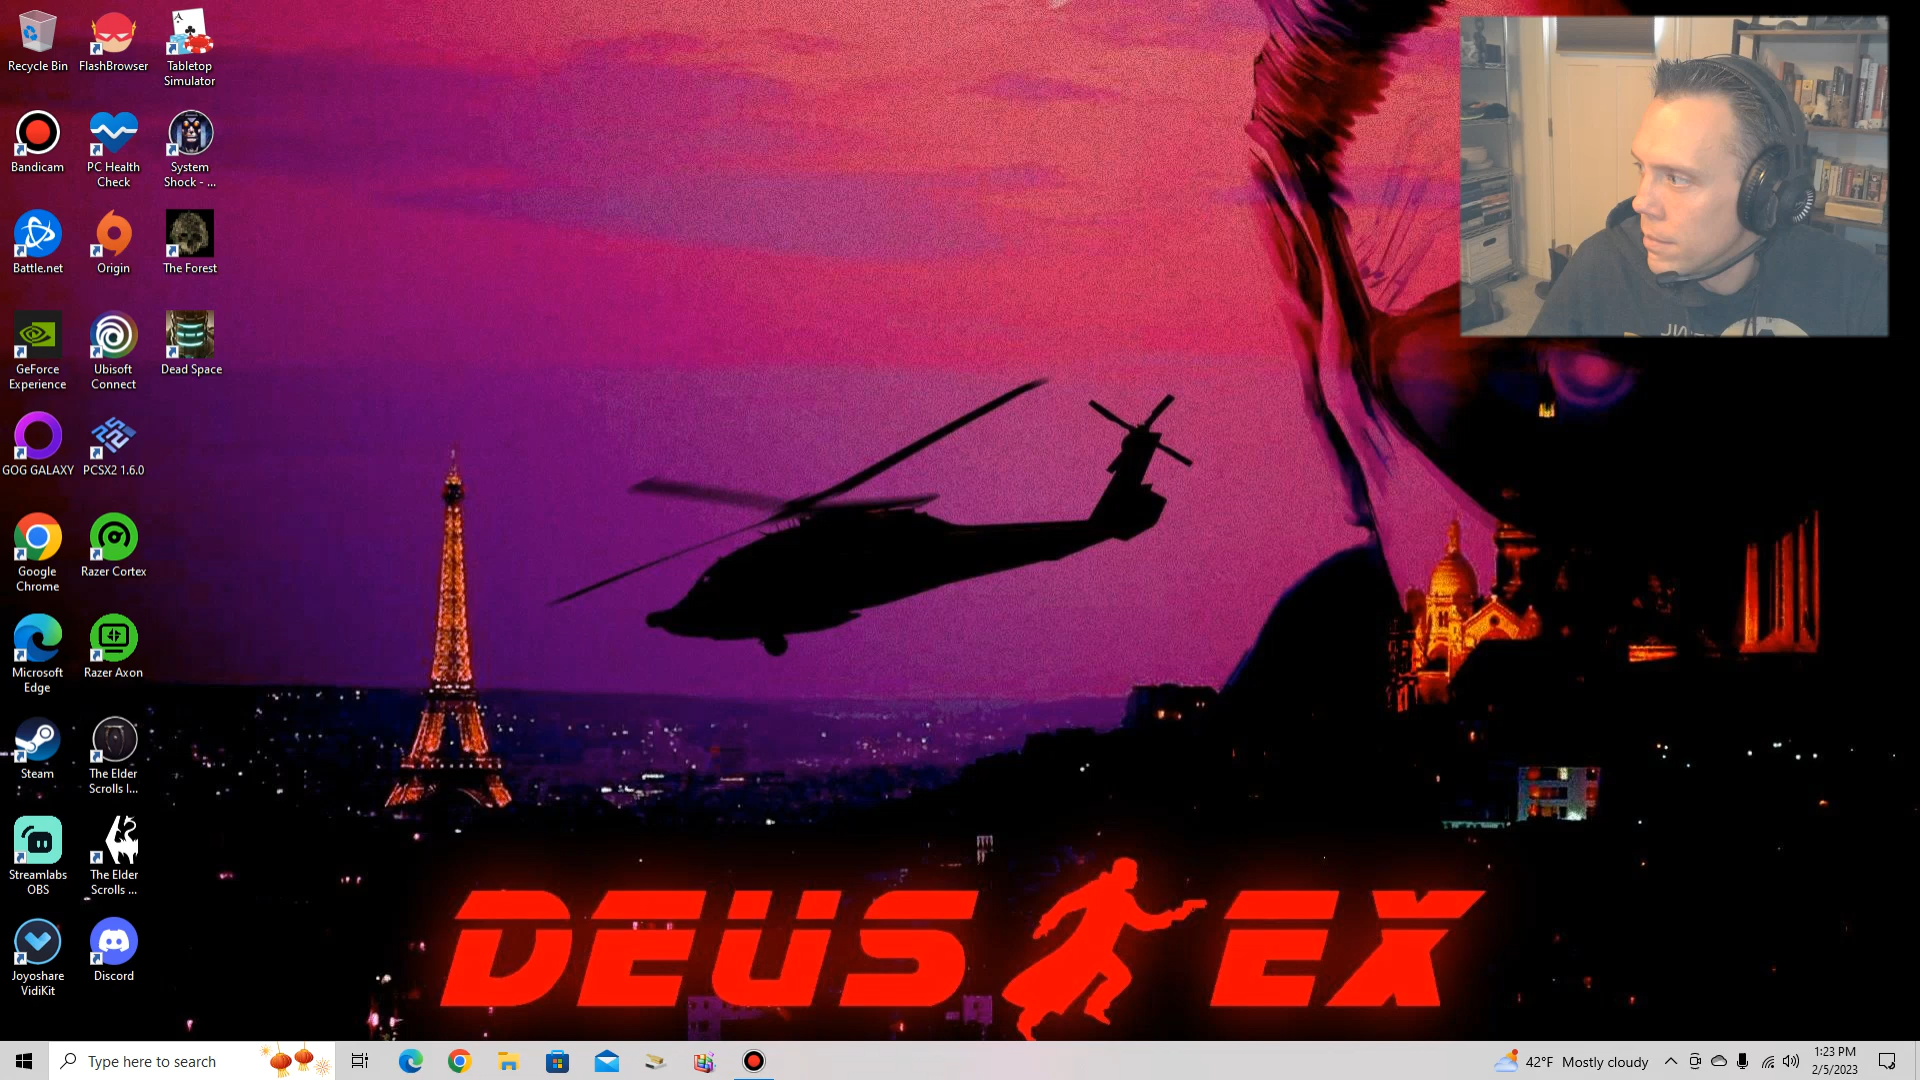 Recycle Bin
FlashBrowser
Tabletop
Simulator
Bandicam
PC Health
Check
System
Shock - ...
Battle.net
Origin
The Forest
GeForce
Experience
Ubisoft
Connect
Dead Space
GOG GALAXY
PCSX2 1.6.0
Google
Chrome
Razer Cortex
Microsoft
Edge
Razer Axon
Steam
The Elder
Scrolls I...
Streamlabs
OBS
The Elder
Scrolls ...
Joyoshare
VidiKit
Discord
DEUS EX
Type here to search
42°F Mostly cloudy
1:23 PM
2/5/2023